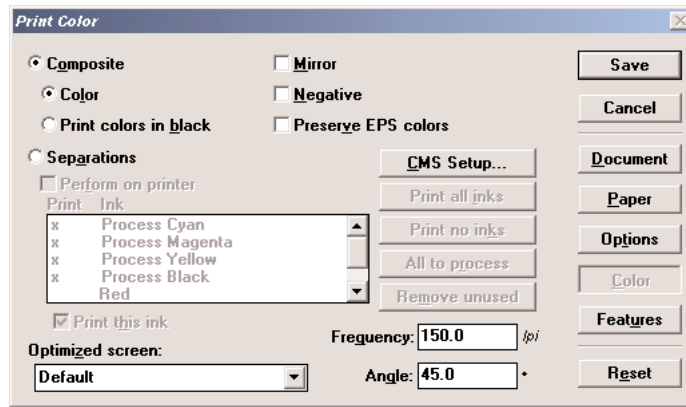 Print Color
Composite
Color
Print colors in black
Separations
Perform on printer
Print Ink
x Process Cyan
x Process Magenta
x Process Yellow
x Process Black
Red
Print this ink
Optimized screen:
Default
Mirror
Negative
Preserve EPS colors
CMS Setup...
Print all inks
Print no inks
All to process
Remove unused
Frequency: 150.0 lpi
Angle: 45.0 °
Save
Cancel
Document
Paper
Options
Color
Features
Reset